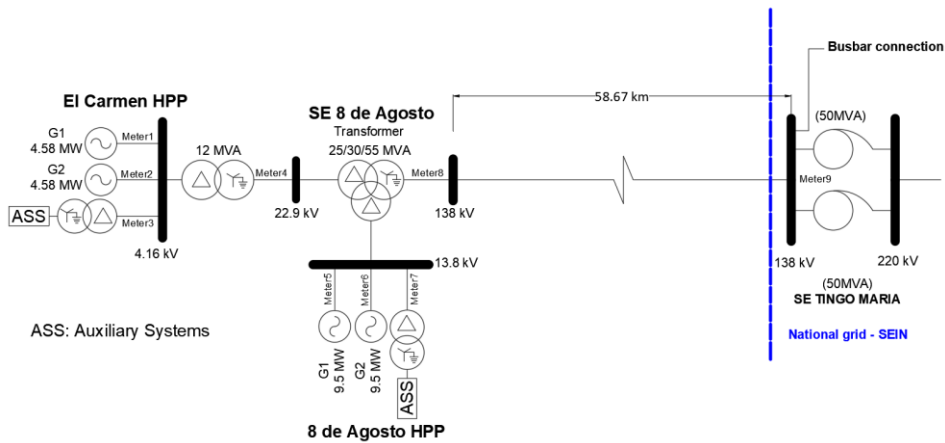 Busbar connection
58.67 km
El Carmen HPP
SE 8 de Agosto
Transformer
25/30/55 MVA
(50MVA)
G1
4.58 MW
Meter1
12 MVA
G2
4.58 MW
Meter2
Meter4
Meter8
Meter9
ASS
Meter3
22.9 kV
138 kV
4.16 kV
13.8 kV
138 kV
220 kV
Meter5
Meter6
Meter7
(50MVA)
SE TINGO MARIA
ASS: Auxiliary Systems
National grid - SEIN
G1
9.5 MW
G2
9.5 MW
ASS
8 de Agosto HPP